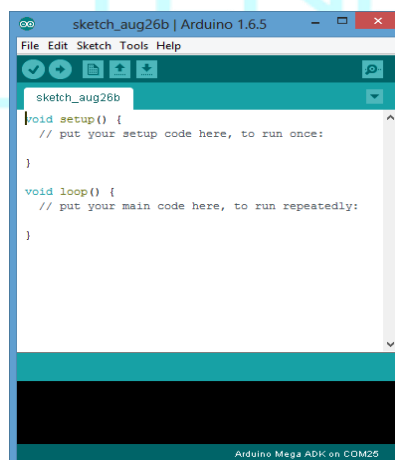 sketch_aug26b | Arduino 1.6.5
File Edit Sketch Tools Help
sketch_aug26b
void setup() {
// put your setup code here, to run once:
}
void loop() {
// put your main code here, to run repeatedly:
}
Arduino Mega ADK on COM25